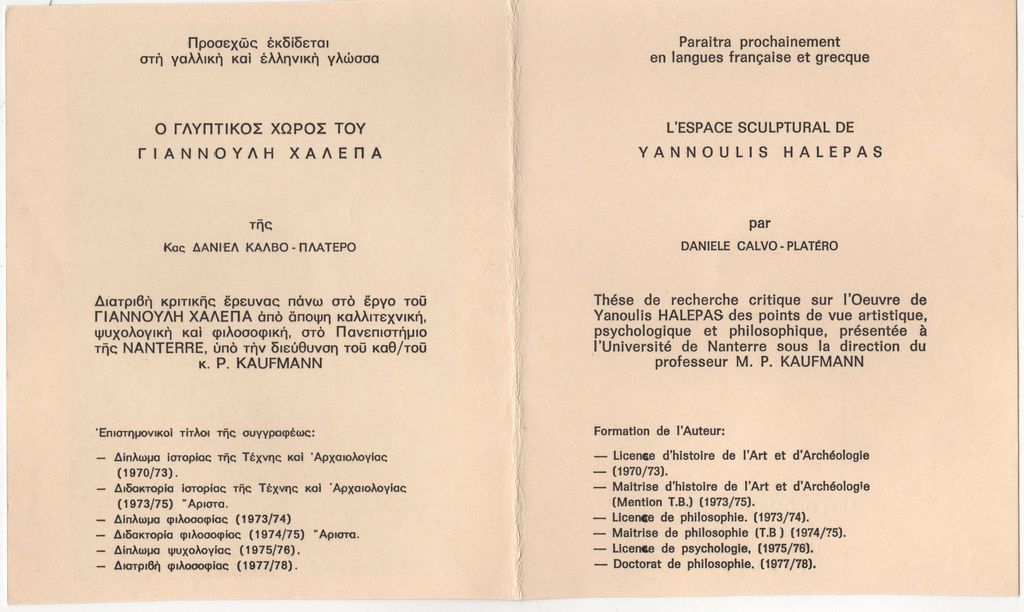 Προσεχῶς ἐκδίδεται
στὴ γαλλικὴ καὶ ἑλληνικὴ γλώσσα
Ο ΓΛΥΠΤΙΚΟΣ ΧΩΡΟΣ ΤΟΥ
ΓΙΑΝΝΟΥΛΗ ΧΑΛΕΠΑ
τῆς
Κας ΔΑΝΙΕΛ ΚΑΛΒΟ - ΠΛΑΤΕΡΟ
Διατριβὴ κριτικῆς ἔρευνας πάνω στὸ ἔργο τοῦ
ΓΙΑΝΝΟΥΛΗ ΧΑΛΕΠΑ ἀπὸ ἄποψη καλλιτεχνική,
ψυχολογικὴ καὶ φιλοσοφική, στὸ Πανεπιστήμιο
τῆς NANTERRE, ὑπὸ τὴν διεύθυνση τοῦ καθ/τοῦ
κ. P. KAUFMANN
Ἐπιστημονικοί τίτλοι τῆς συγγραφέως:
— Δίπλωμα ἱστορίας τῆς Τέχνης καὶ Ἀρχαιολογίας
(1970/73).
— Διδακτορία ἱστορίας τῆς Τέχνης καὶ Ἀρχαιολογίας
(1973/75) Ἄριστα.
— Δίπλωμα φιλοσοφίας (1973/74)
— Διδακτορία φιλοσοφίας (1974/75) Ἄριστα.
— Δίπλωμα ψυχολογίας (1975/76).
— Διατριβὴ φιλοσοφίας (1977/78).
Paraitra prochainement
en langues française et grecque
L'ESPACE SCULPTURAL DE
YANNOULIS HALEPAS
par
DANIELE CALVO - PLATÉRO
Thése de recherche critique sur l'Oeuvre de
Yanoulis HALEPAS des points de vue artistique,
psychologique et philosophique, présentée à
l'Université de Nanterre sous la direction du
professeur M. P. KAUFMANN
Formation de l'Auteur:
— Licence d'histoire de l'Art et d'Archéologie
— (1970/73).
— Maitrise d'histoire de l'Art et d'Archéologie
(Mention T.B.) (1973/75).
— Licence de philosophie. (1973/74).
— Maitrise de philosophie (T.B ) (1974/75).
— Licence de psychologie, (1975/76).
— Doctorat de philosophie. (1977/78).